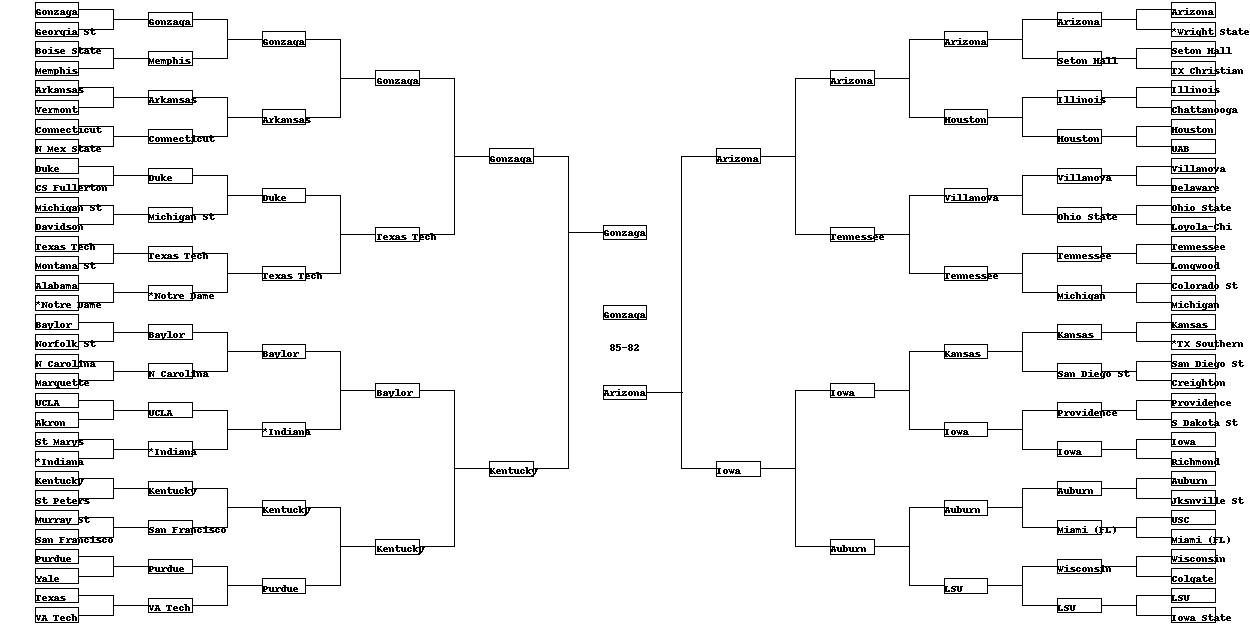 Gonzaga
Georgia St
Boise State
Memphis
Arkansas
Vermont
Connecticut
N Mex State
Duke
CS Fullerton
Michigan St
Davidson
Texas Tech
Montana St
Alabama
*Notre Dame
Baylor
Norfolk St
N Carolina
Marquette
UCLA
Akron
St Marys
*Indiana
Kentucky
St Peters
Murray St
San Francisco
Purdue
Yale
Texas
VA Tech
Gonzaga
Memphis
Arkansas
Connecticut
Duke
Michigan St
Texas Tech
*Notre Dame
Baylor
N Carolina
UCLA
*Indiana
Kentucky
San Francisco
Purdue
VA Tech
Gonzaga
Arkansas
Duke
Texas Tech
Baylor
*Indiana
Kentucky
Purdue
Gonzaga
Texas Tech
Baylor
Kentucky
Gonzaga
Kentucky
Gonzaga
Gonzaga
85-82
Arizona
Arizona
Iowa
Arizona
Tennessee
Iowa
Auburn
Arizona
Houston
Villanova
Tennessee
Kansas
Iowa
Auburn
LSU
Arizona
Seton Hall
Illinois
Houston
Villanova
Ohio State
Tennessee
Michigan
Kansas
San Diego St
Providence
Iowa
Auburn
Miami (FL)
Wisconsin
LSU
Arizona
*Wright State
Seton Hall
TX Christian
Illinois
Chattanooga
Houston
UAB
Villanova
Delaware
Ohio State
Loyola-Chi
Tennessee
Longwood
Colorado St
Michigan
Kansas
*TX Southern
San Diego St
Creighton
Providence
S Dakota St
Iowa
Richmond
Auburn
Jksnville St
USC
Miami (FL)
Wisconsin
Colgate
LSU
Iowa State